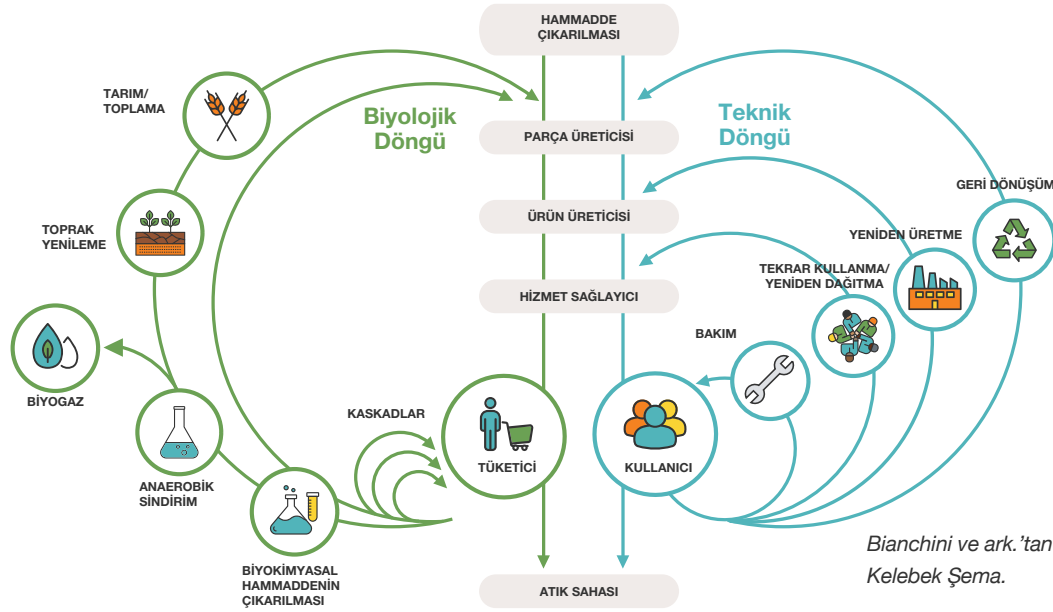 HAMMADDE
ÇIKARILMASI
TARIM/
TOPLAMA
Biyolojik
Döngü
Teknik
Döngü
PARÇA ÜRETİCİSİ
GERİ DÖNÜŞÜM
TOPRAK
YENİLEME
ÜRÜN ÜRETİCİSİ
YENİDEN ÜRETME
TEKRAR KULLANMA/
YENİDEN DAĞITMA
HİZMET SAĞLAYICI
BAKIM
BİYOGAZ
KASKADLAR
TÜKETİCİ
KULLANICI
ANAEROBİK
SİNDİRİM
BİYOKİMYASAL
HAMMADDENİN
ÇIKARILMASI
ATIK SAHASI
Bianchini ve ark.'tan
Kelebek Şema.